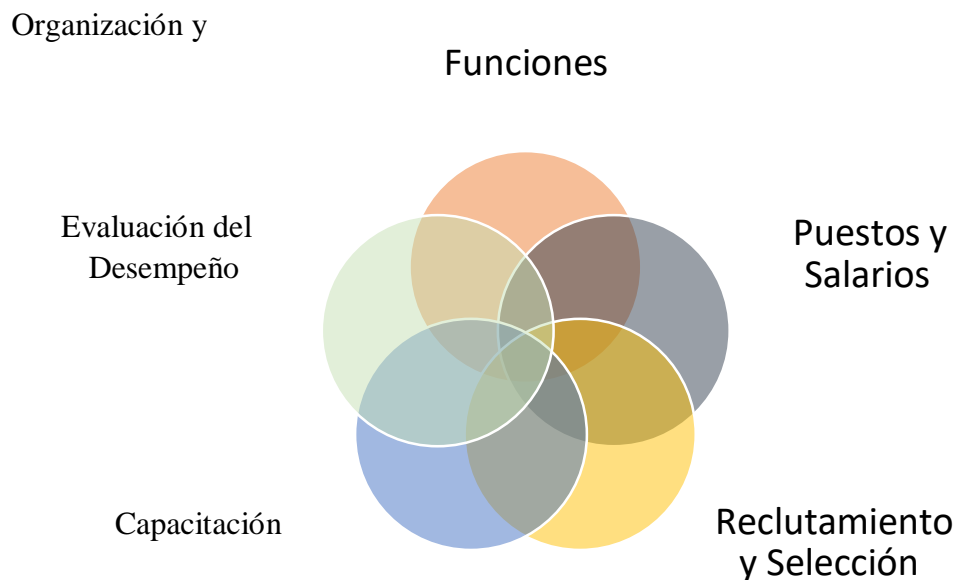 Organización y
Funciones
Evaluación del
Desempeño
Puestos y
Salarios
Capacitación
Reclutamiento
y Selección